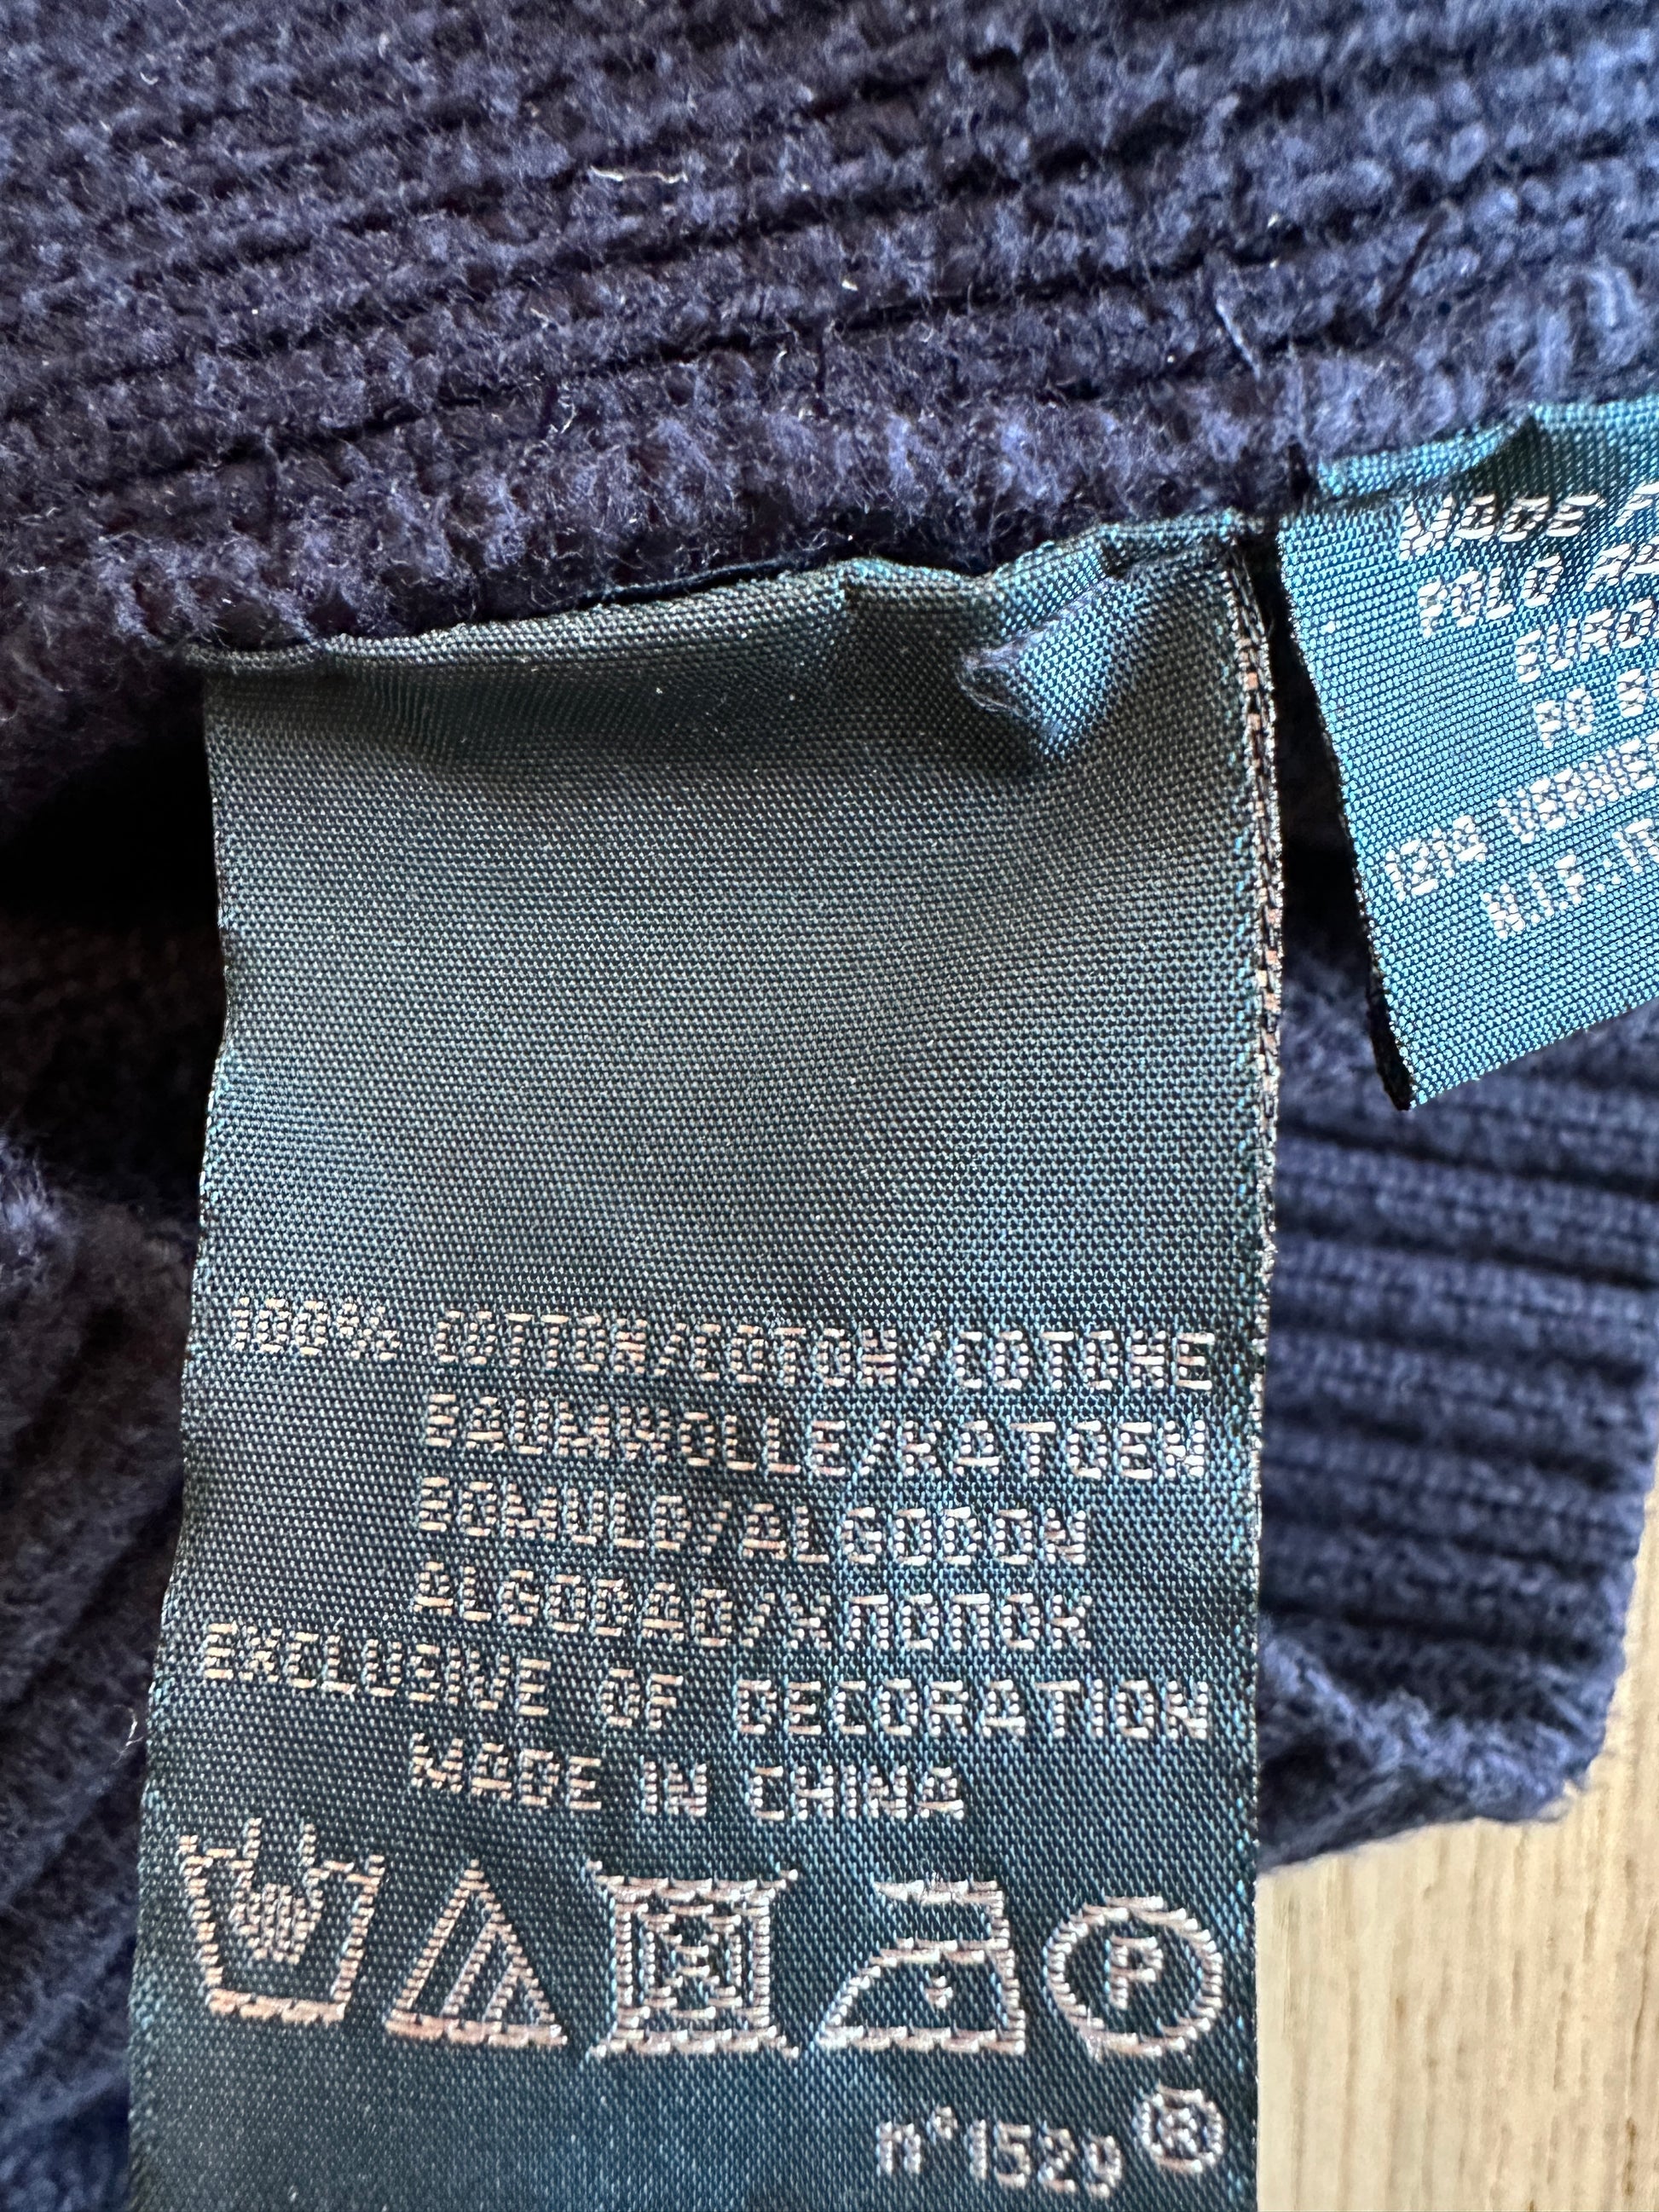 100% COTTON/COTON/COTONE
BAUMWOLLE/KATOEN
BOMULD/ALGODON
ALGODAO/ХЛОПОК
EXCLUSIVE OF DECORATION
MADE IN CHINA
P
n°1529
MADE
POLO
PO
N.I.F.: